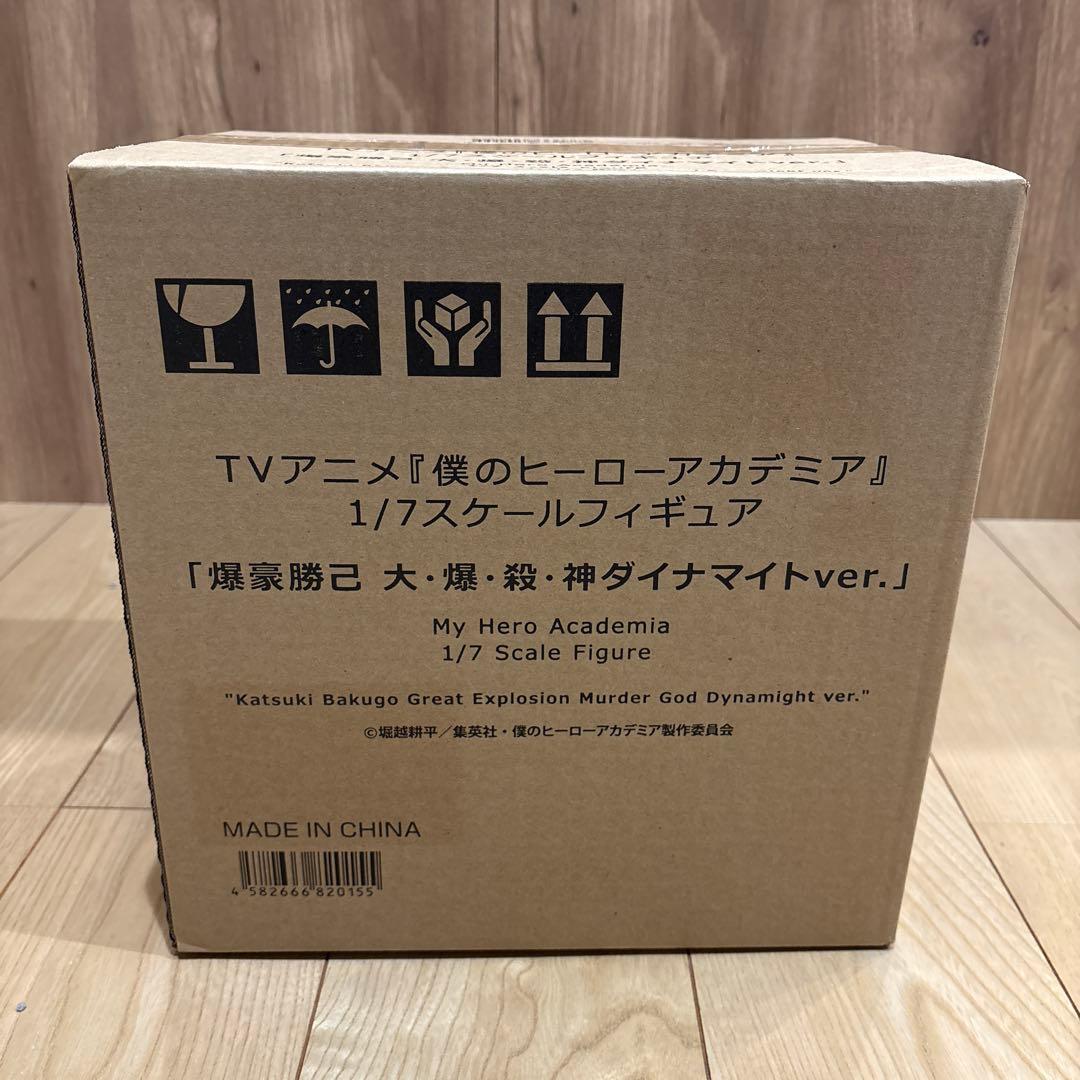 TVアニメ『僕のヒーローアカデミア』
1/7スケールフィギュア
「爆豪勝己 大・爆・殺・神ダイナマイトver.」
My Hero Academia
1/7 Scale Figure
"Katsuki Bakugo Great Explosion Murder God Dynamight ver."
©堀越耕平／集英社・僕のヒーローアカデミア製作委員会
MADE IN CHINA
4 582666 820155